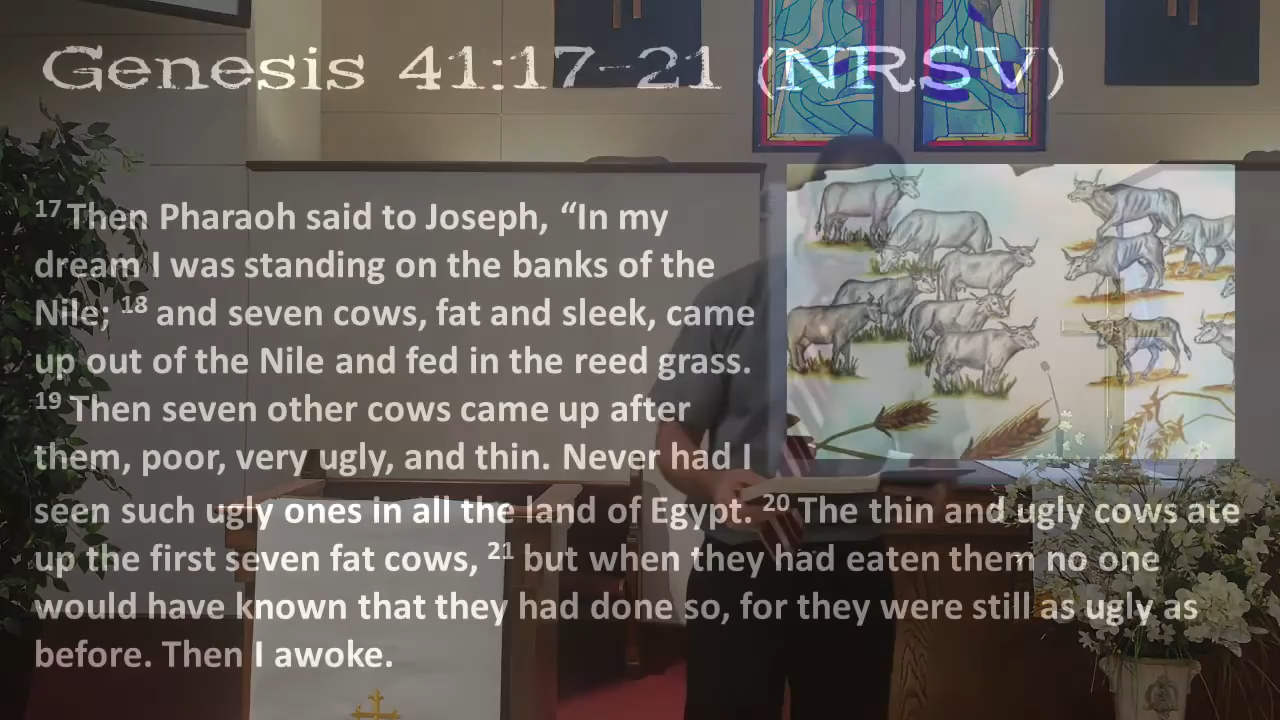 Genesis 41:17-21 (NRSV)
17 Then Pharaoh said to Joseph, “In my
dream I was standing on the banks of the
Nile; 18 and seven cows, fat and sleek, came
up out of the Nile and fed in the reed grass.
19 Then seven other cows came up after
them, poor, very ugly, and thin. Never had I
seen such ugly ones in all the land of Egypt. 20 The thin and ugly cows ate
up the first seven fat cows, 21 but when they had eaten them no one
would have known that they had done so, for they were still as ugly as
before. Then I awoke.